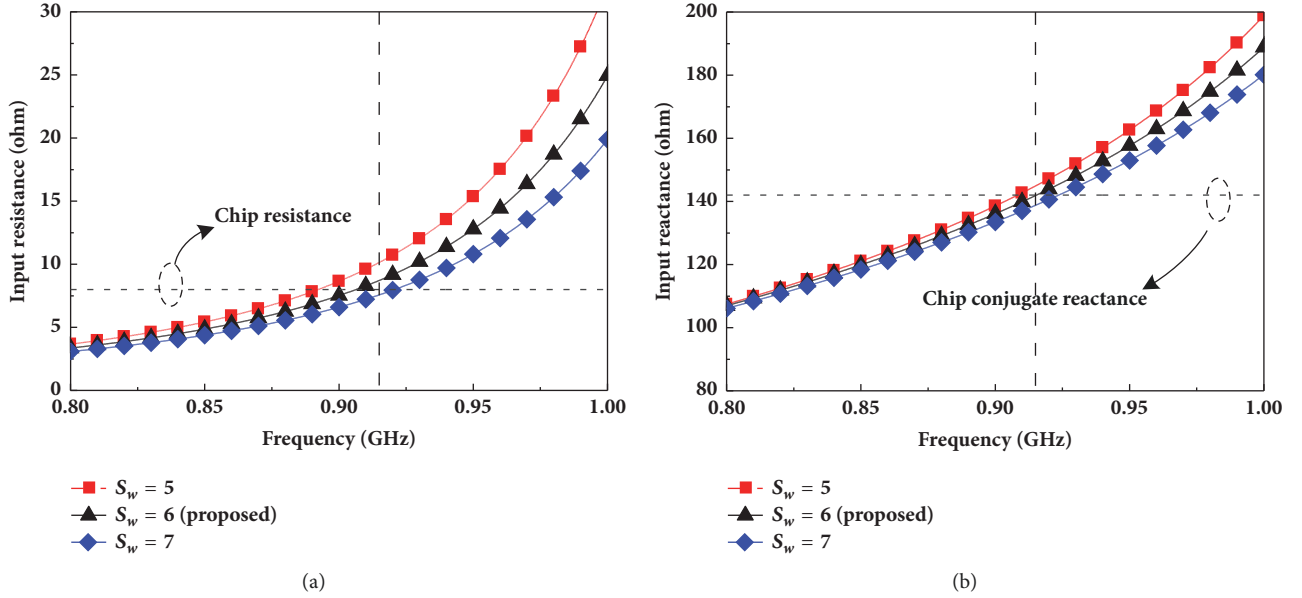 30
25
20
15
10
5
0
Input resistance (ohm)
Chip resistance
0.80 0.85 0.90 0.95 1.00
Frequency (GHz)
S_w = 5
S_w = 6 (proposed)
S_w = 7
(a)
200
180
160
140
120
100
80
Input reactance (ohm)
Chip conjugate reactance
0.80 0.85 0.90 0.95 1.00
Frequency (GHz)
S_w = 5
S_w = 6 (proposed)
S_w = 7
(b)